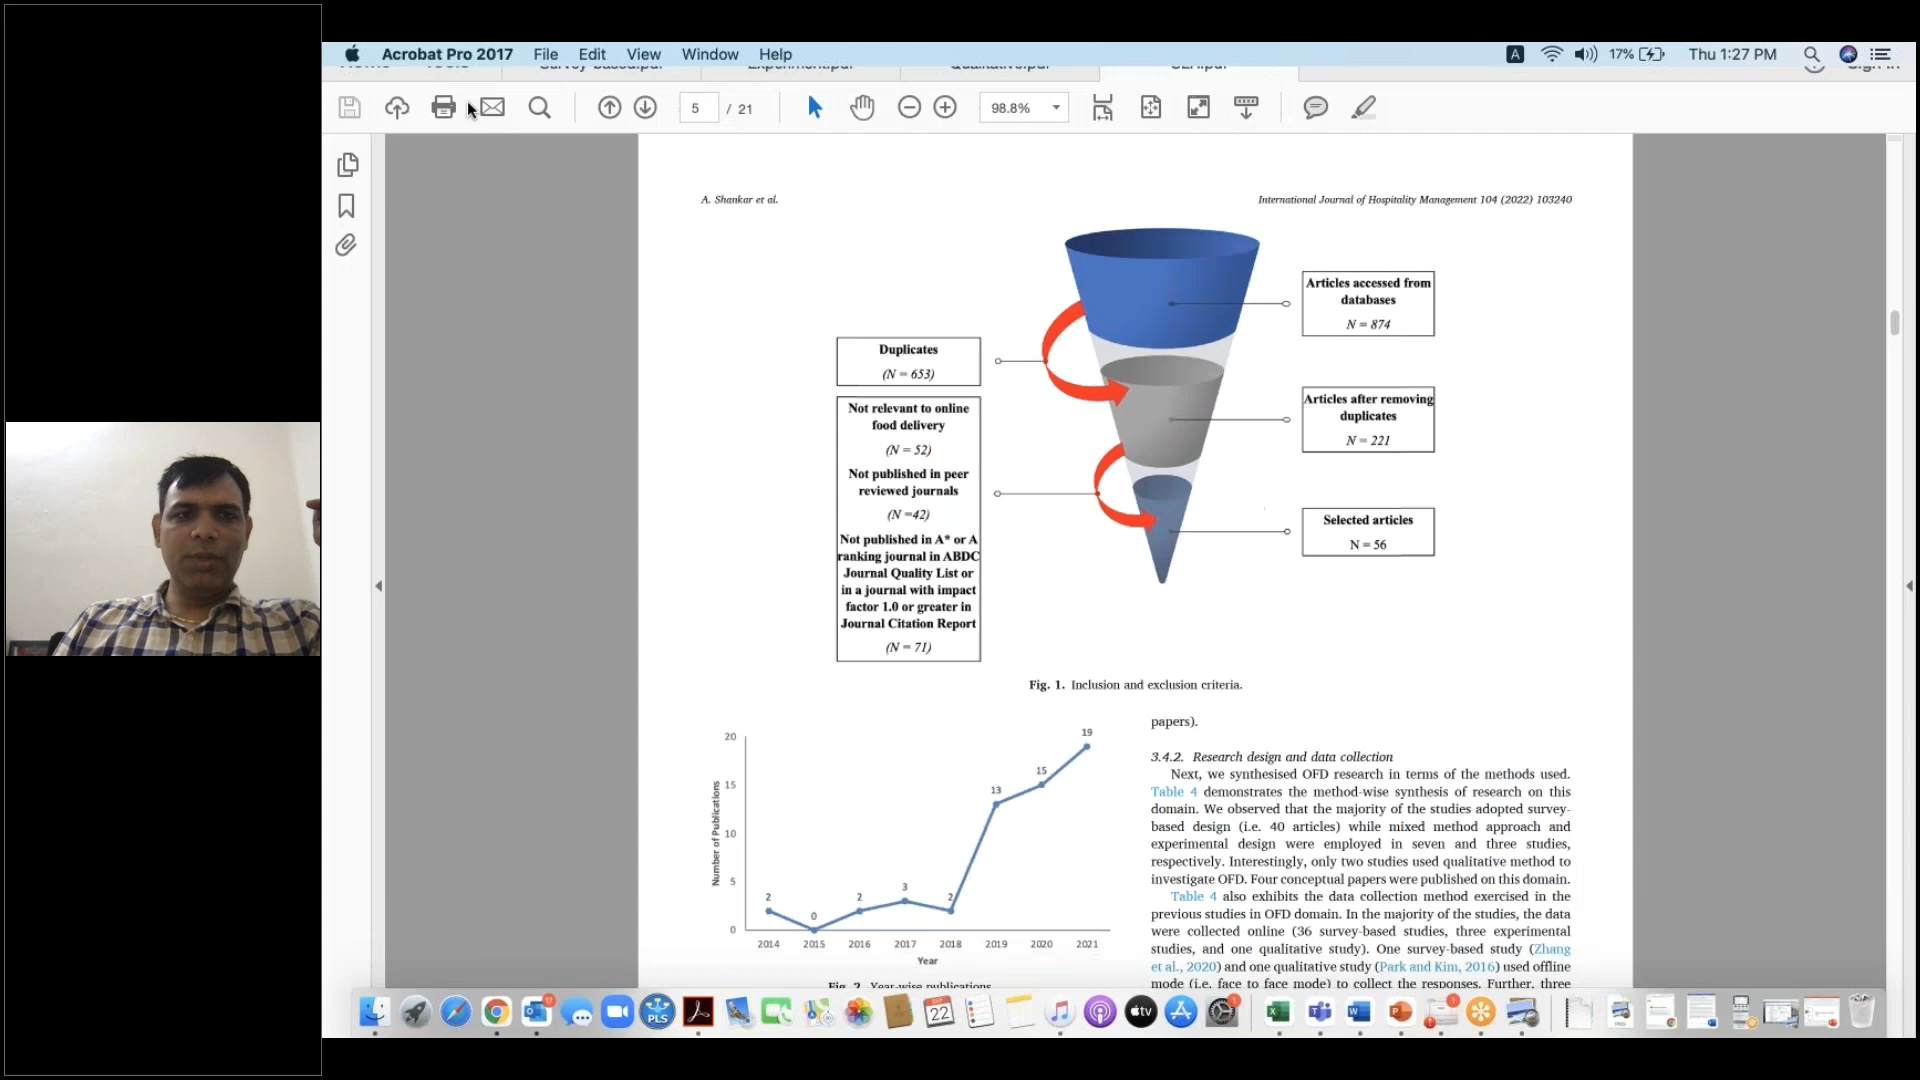 Acrobat Pro 2017 File Edit View Window Help
A 17% Thu 1:27 PM
5 / 21
98.8%
A. Shankar et al.
International Journal of Hospitality Management 104 (2022) 103240
Articles accessed from
databases
N = 874
Duplicates
(N = 653)
Articles after removing
duplicates
N = 221
Not relevant to online
food delivery
(N = 52)
Not published in peer
reviewed journals
(N =42)
Not published in A* or A
ranking journal in ABDC
Journal Quality List or
in a journal with impact
factor 1.0 or greater in
Journal Citation Report
(N = 71)
Selected articles
N = 56
Fig. 1. Inclusion and exclusion criteria.
Number of Publications
20
15
10
5
0
2
0
2
3
2
13
15
19
2014 2015 2016 2017 2018 2019 2020 2021
Year
Fig. 2. Year-wise publications
papers).
3.4.2. Research design and data collection
Next, we synthesised OFD research in terms of the methods used.
Table 4 demonstrates the method-wise synthesis of research on this
domain. We observed that the majority of the studies adopted survey-
based design (i.e. 40 articles) while mixed method approach and
experimental design were employed in seven and three studies,
respectively. Interestingly, only two studies used qualitative method to
investigate OFD. Four conceptual papers were published on this domain.
Table 4 also exhibits the data collection method exercised in the
previous studies in OFD domain. In the majority of the studies, the data
were collected online (36 survey-based studies, three experimental
studies, and one qualitative study). One survey-based study (Zhang
et al., 2020) and one qualitative study (Park and Kim, 2016) used offline
mode (i.e. face to face mode) to collect the responses. Further, three
17
PLS
SEP
22
tv
1
1